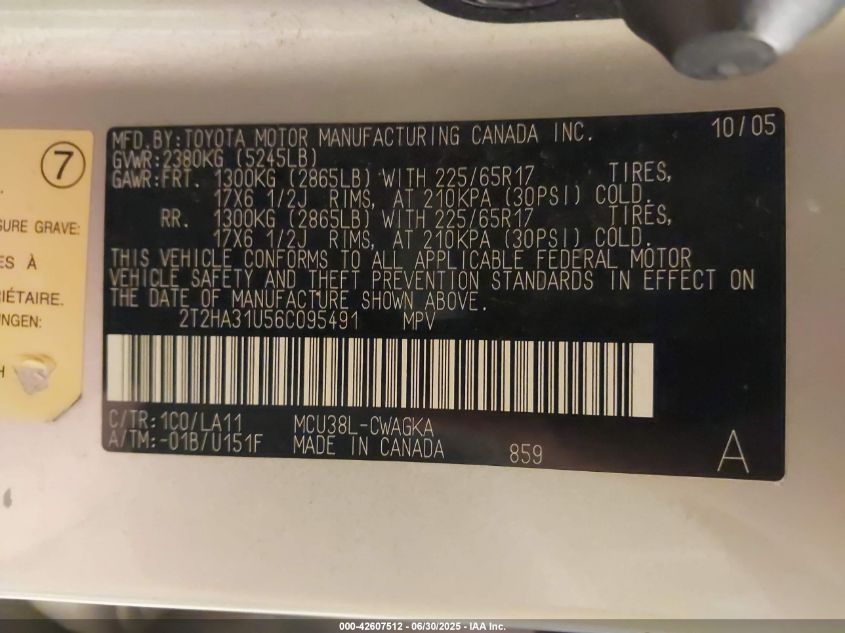 7
SURE GRAVE:
ES À
RIÉTAIRE.
UNGEN:
H
MFD.BY:TOYOTA MOTOR MANUFACTURING CANADA INC. 10/05
GVWR:2380KG (5245LB)
GAWR:FRT. 1300KG (2865LB) WITH 225/65R17 TIRES,
17X6 1/2J RIMS, AT 210KPA (30PSI) COLD.
RR. 1300KG (2865LB) WITH 225/65R17 TIRES,
17X6 1/2J RIMS, AT 210KPA (30PSI) COLD.
THIS VEHICLE CONFORMS TO ALL APPLICABLE FEDERAL MOTOR
VEHICLE SAFETY AND THEFT PREVENTION STANDARDS IN EFFECT ON
THE DATE OF MANUFACTURE SHOWN ABOVE.
2T2HA31U56C095491 MPV
C/TR:1C0/LA11 MCU38L-CWAGKA
A/TM:-01B/U151F MADE IN CANADA 859 A
000-42607512 - 06/30/2025 - IAA Inc.